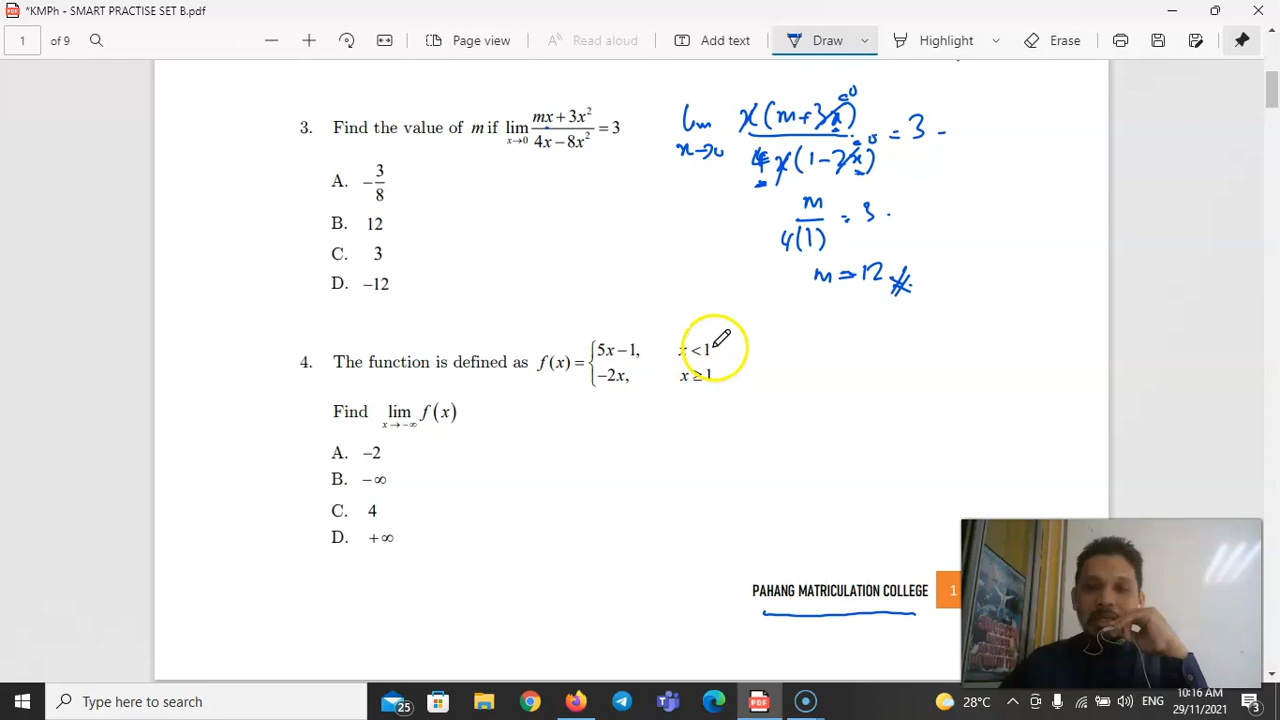 *KMPh - SMART PRACTISE SET B.pdf
1 of 9 Page view Read aloud Add text Draw Highlight Erase
3. Find the value of m if lim x→0 (mx + 3x²)/(4x − 8x²) = 3
A. −3/8
B. 12
C. 3
D. −12
lim x→0 x(m+3x)/4x(1−2x) = 3
m/4(1) = 3
m = 12
4. The function is defined as f(x) = { 5x − 1, x < 1
−2x, x ≥ 1
Find lim x→−∞ f(x)
A. −2
B. −∞
C. 4
D. +∞
PAHANG MATRICULATION COLLEGE 1
Type here to search
25
28°C ENG
10:16 AM
29/11/2021
3